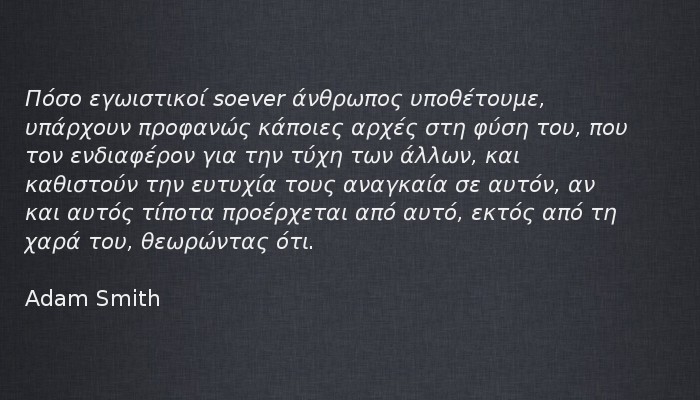 Πόσο εγωιστικοί soever άνθρωπος υποθέτουμε,
υπάρχουν προφανώς κάποιες αρχές στη φύση του, που
τον ενδιαφέρον για την τύχη των άλλων, και
καθιστούν την ευτυχία τους αναγκαία σε αυτόν, αν
και αυτός τίποτα προέρχεται από αυτό, εκτός από τη
χαρά του, θεωρώντας ότι.
Adam Smith